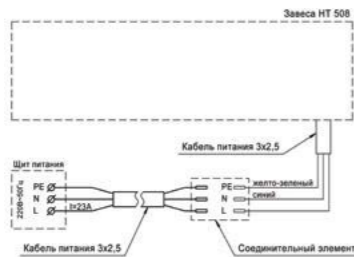 Завеса НТ 508
Кабель питания 3х2,5
Щит питания
220В~50Гц
PE
N
L
I=23А
PE
N
L
желто-зеленый
синий
Кабель питания 3х2,5
Соединительный элемент